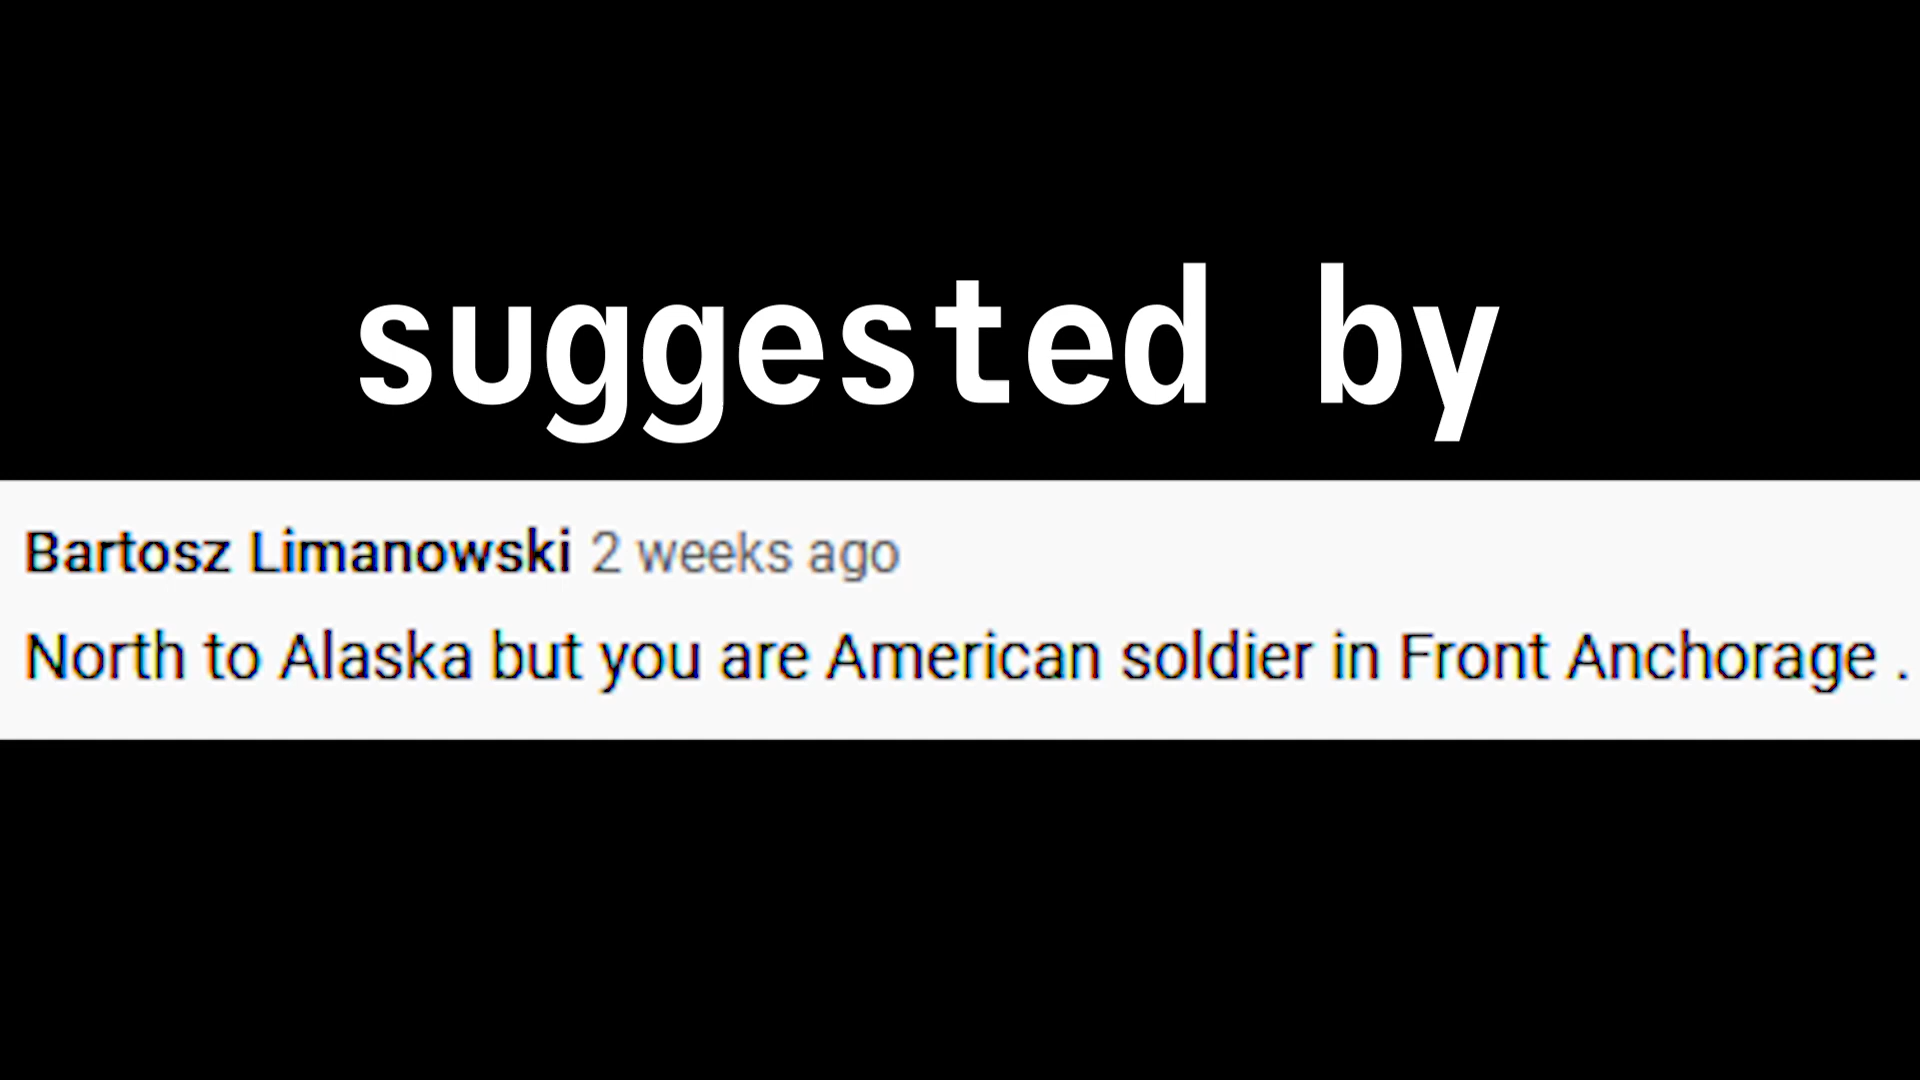 suggested by
Bartosz Limanowski 2 weeks ago
North to Alaska but you are American soldier in Front Anchorage .